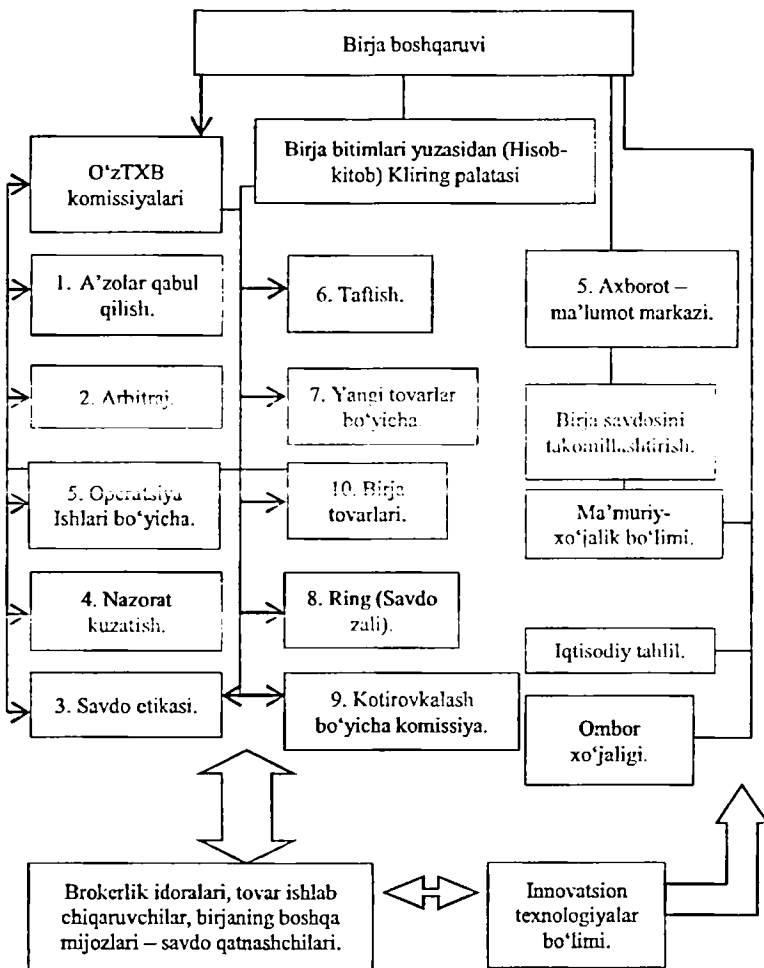 Birja boshqaruvi
O‘zTXB
komissiyalari
Birja bitimlari yuzasidan (Hisob-
kitob) Kliring palatasi
1. A’zolar qabul
qilish.
6. Taftish.
5. Axborot –
ma’lumot markazi.
2. Arbitraj.
7. Yangi tovarlar
bo‘yicha.
Birja savdosini
takomillashtirish.
5. Operatsiya
Ishlari bo‘yicha.
10. Birja
tovarlari.
Ma’muriy-
xo‘jalik bo‘limi.
4. Nazorat
kuzatish.
8. Ring (Savdo
zali).
Iqtisodiy tahlil.
3. Savdo etikasi.
9. Kotirovkalash
bo‘yicha komissiya.
Ombor
xo‘jaligi.
Brokerlik idoralari, tovar ishlab
chiqaruvchilar, birjaning boshqa
mijozlari – savdo qatnashchilari.
Innovatsion
texnologiyalar
bo‘limi.